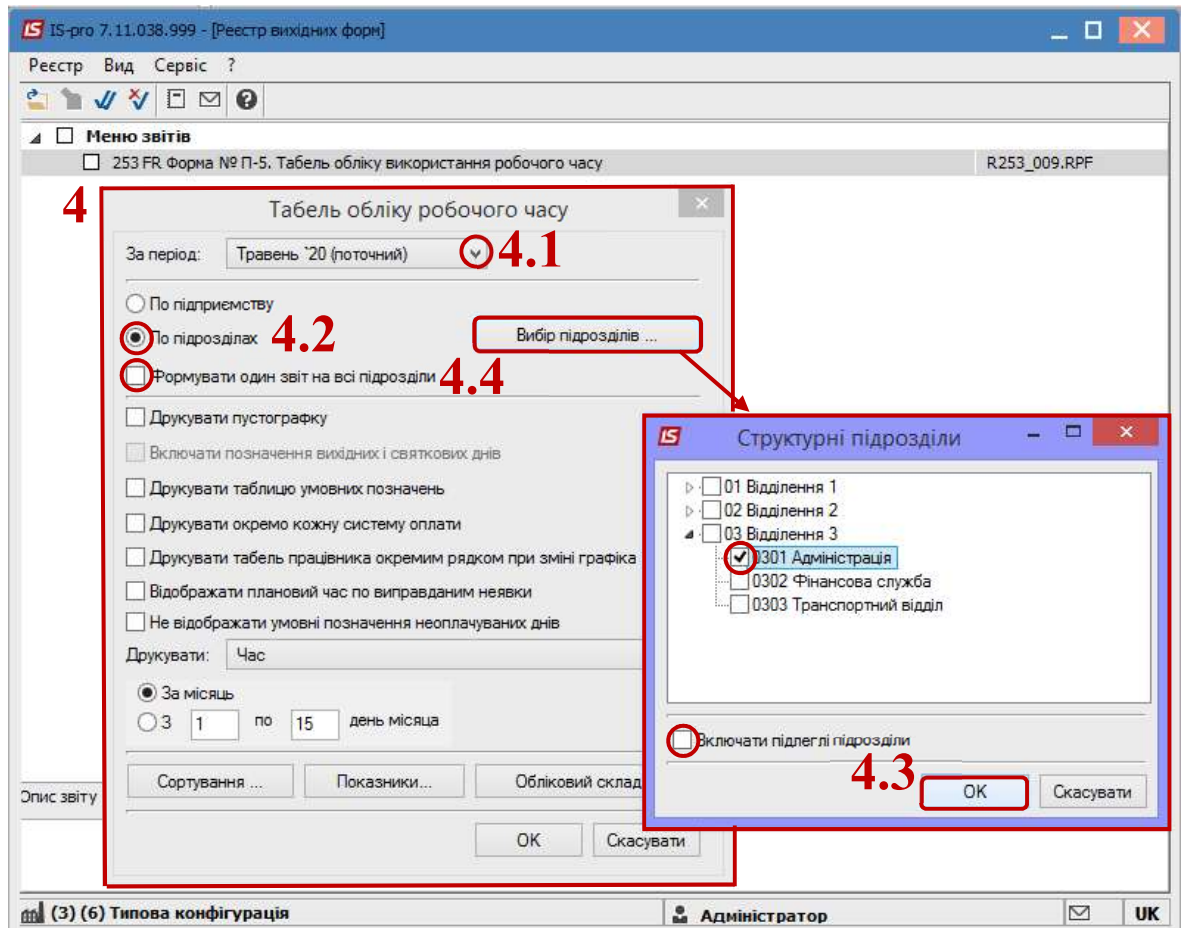 IS IS-pro 7.11.038.999 - [Реєстр вихідних форм]
Реєстр Вид Сервіс ?
Меню звітів
253 FR Форма № П-5. Табель обліку використання робочого часу R253_009.RPF
4
Табель обліку робочого часу
За період: Травень `20 (поточний) 4.1
По підприємству
По підрозділах 4.2 Вибір підрозділів ...
Формувати один звіт на всі підрозділи 4.4
Друкувати пустографку
Включати позначення вихідних і святкових днів
Друкувати таблицю умовних позначень
Друкувати окремо кожну систему оплати
Друкувати табель працівника окремим рядком при зміні графіка
Відображати плановий час по виправданим неявки
Не відображати умовні позначення неоплачуваних днів
Друкувати: Час
За місяць
З 1 по 15 день місяца
Сортування ... Показники... Обліковий склад
ОК Скасувати
IS Структурні підрозділи
01 Відділення 1
02 Відділення 2
03 Відділення 3
0301 Адміністрація
0302 Фінансова служба
0303 Транспортний відділ
Включати підлеглі підрозділи
4.3
ОК Скасувати
Опис звіту
(3) (6) Типова конфігурація Адміністратор UK